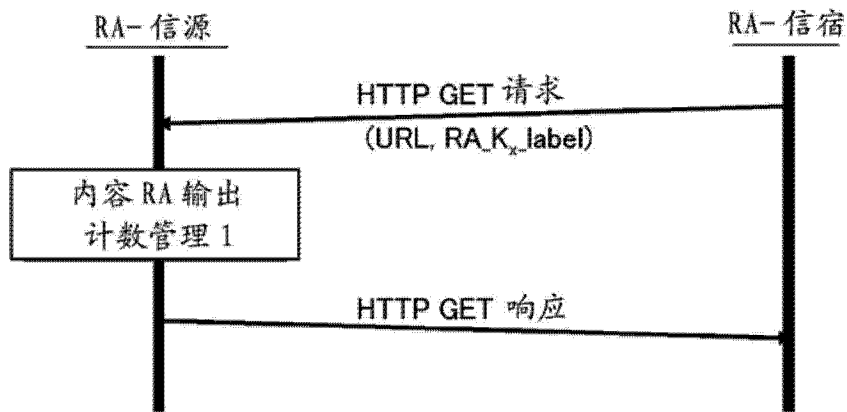 RA-信源
RA-信宿
HTTP GET 请求
(URL, RA_Kx_label)
内容 RA 输出
计数管理 1
HTTP GET 响应